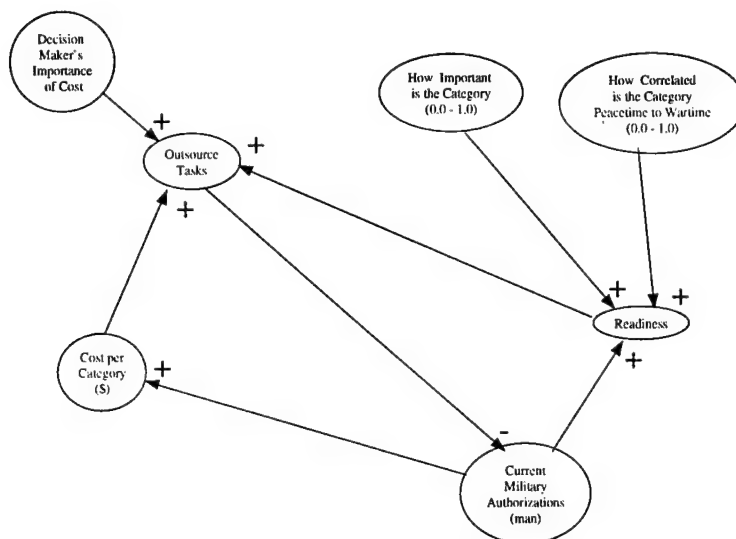 Decision
Maker's
Importance
of Cost
How Important
is the Category
(0.0 - 1.0)
How Correlated
is the Category
Peacetime to Wartime
(0.0 - 1.0)
+
+
Outsource
Tasks
+
+
+
Readiness
+
Cost per
Category
($)
+
-
+
Current
Military
Authorizations
(man)